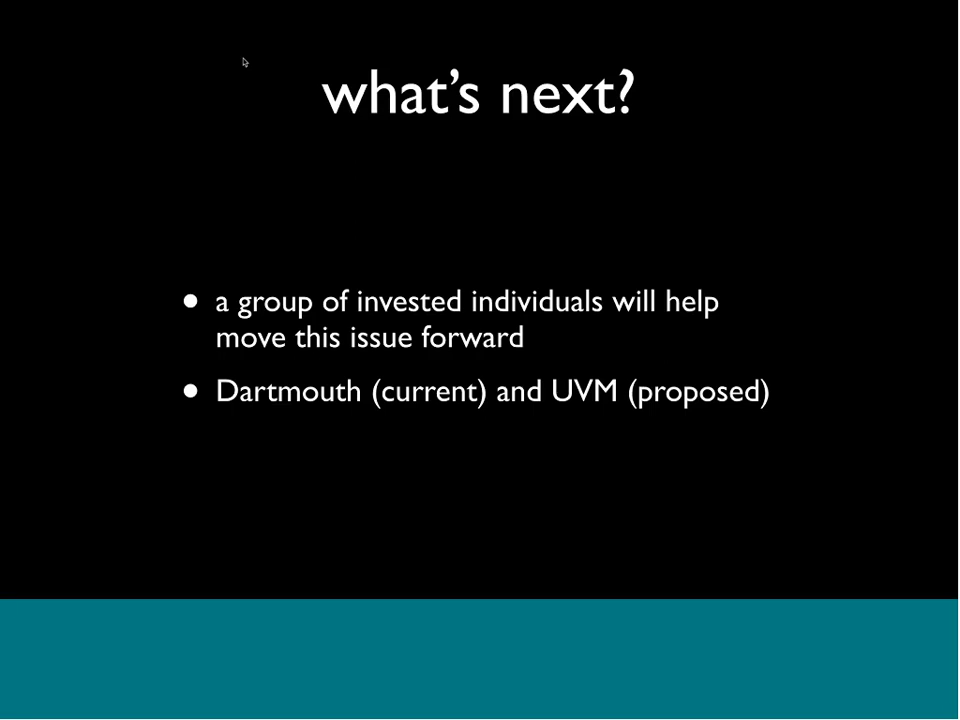 what’s next?
• a group of invested individuals will help
move this issue forward
• Dartmouth (current) and UVM (proposed)